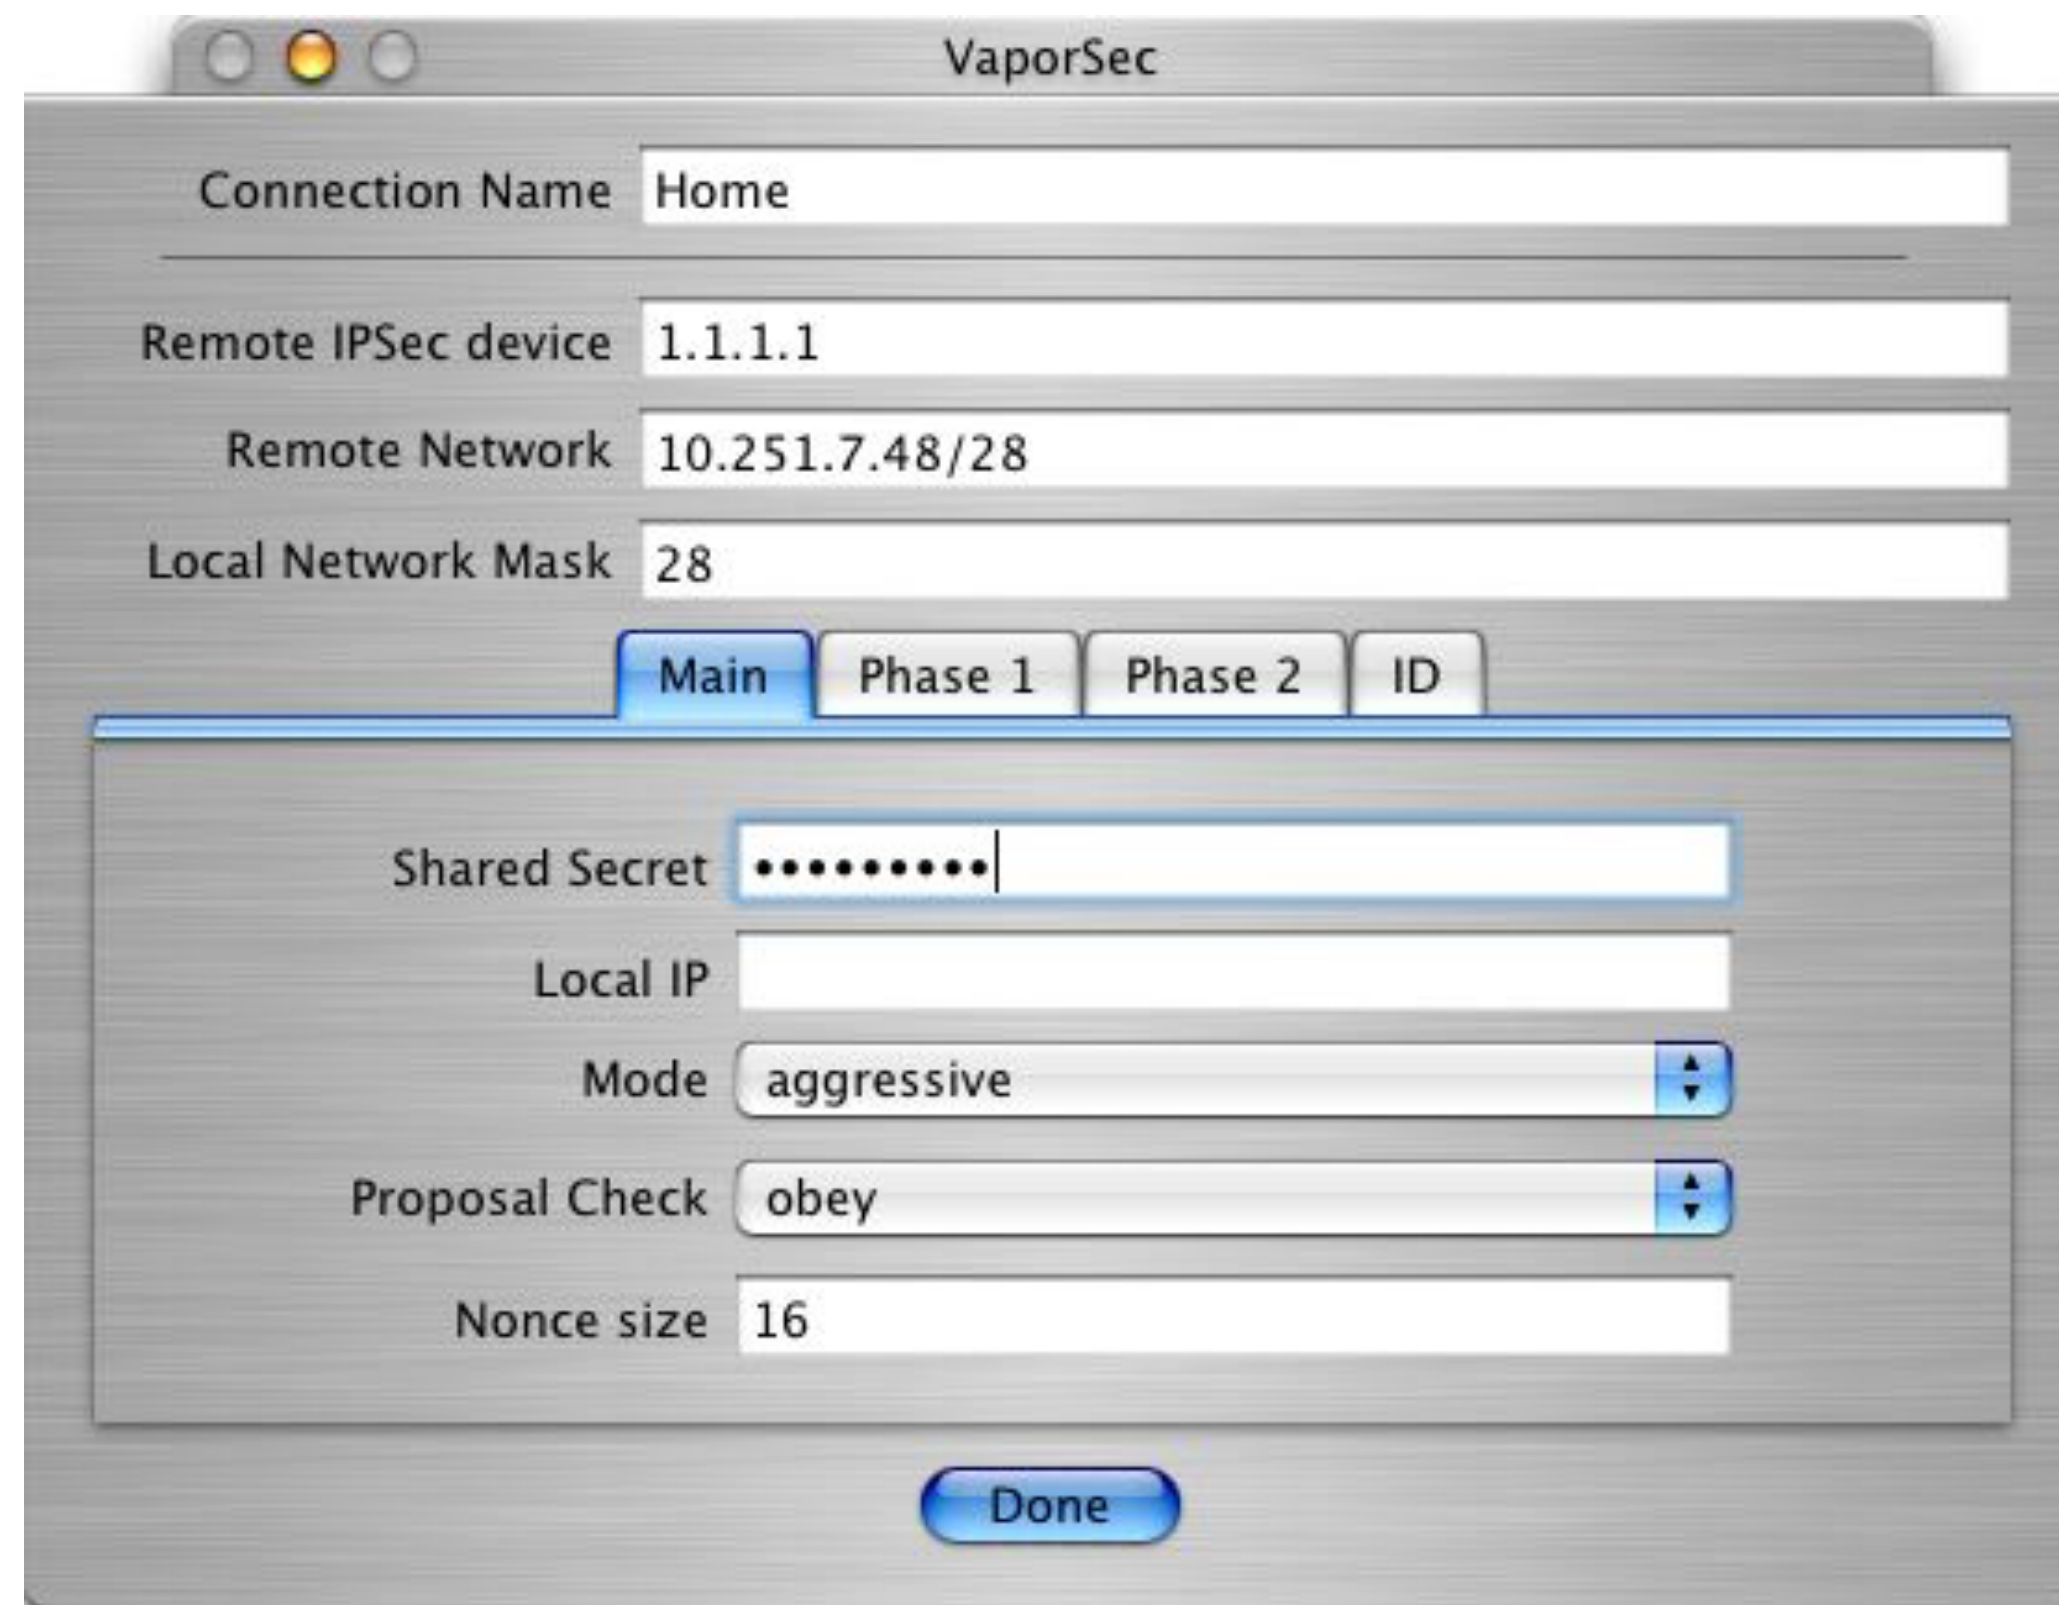 VaporSec
Connection Name Home
Remote IPSec device 1.1.1.1
Remote Network 10.251.7.48/28
Local Network Mask 28
Main Phase 1 Phase 2 ID
Shared Secret •••••••••
Local IP
Mode aggressive
Proposal Check obey
Nonce size 16
Done